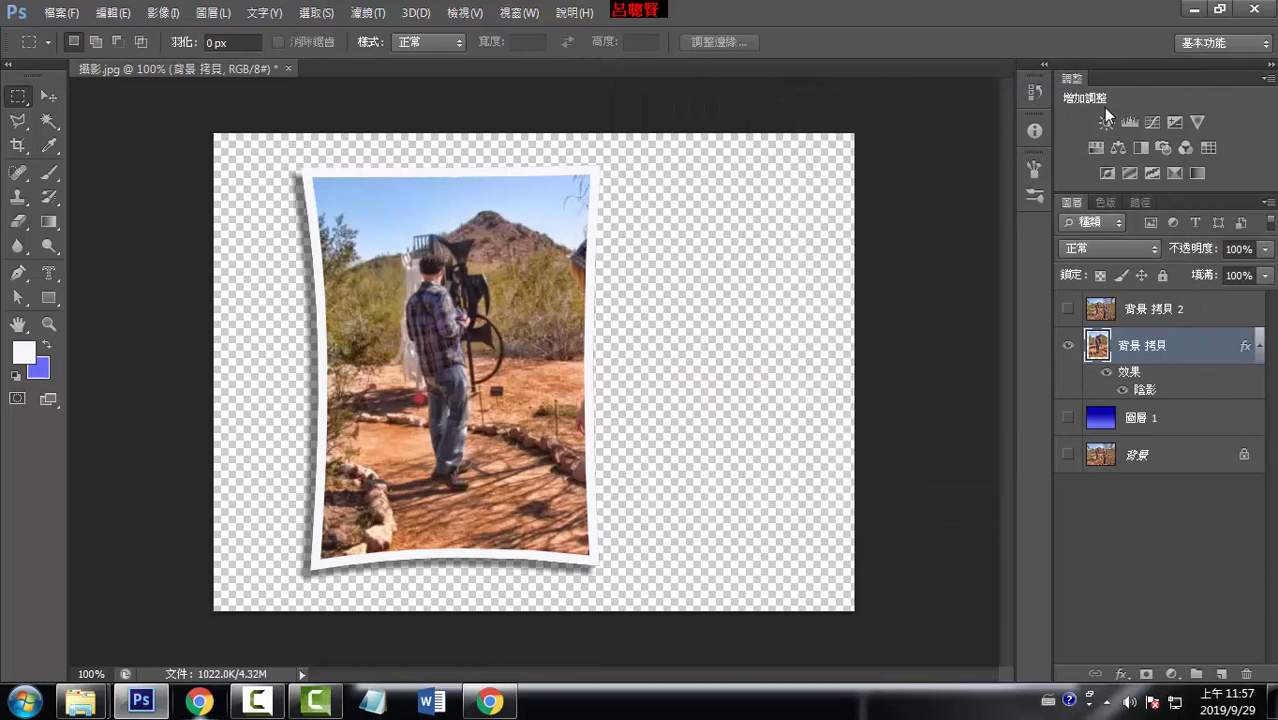 Ps 檔案(F) 編輯(E) 影像(I) 圖層(L) 文字(Y) 選取(S) 濾鏡(T) 3D(D) 檢視(V) 視窗(W) 說明(H) 呂聰賢
羽化: 0 px 消除鋸齒 樣式: 正常 寬度: 高度: 調整邊緣... 基本功能
攝影.jpg @ 100% (背景 拷貝, RGB/8#) * ×
調整
增加調整
圖層 色版 路徑
種類
正常 不透明度: 100%
鎖定: 填滿: 100%
背景 拷貝 2
背景 拷貝 fx
效果
陰影
圖層 1
背景
100% 文件: 1022.0K/4.32M
Ps W 上午 11:57
2019/9/29